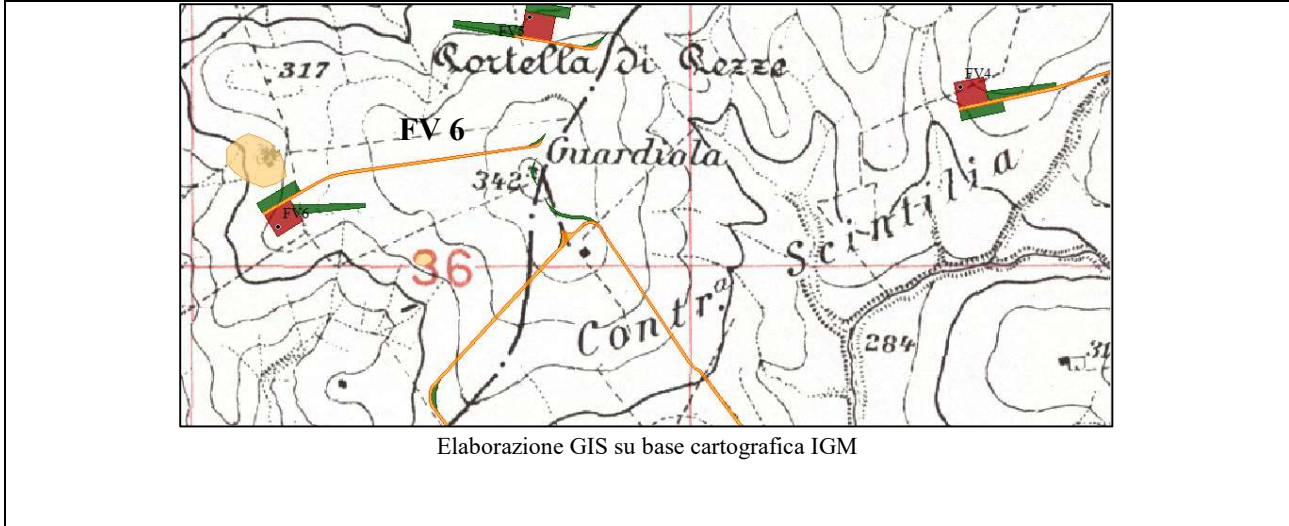 FV5
Portella di Rezze
317
FV4
FV 6
Guardiola
342
FV6
Scintilia
36
Contr.a
284
31
Elaborazione GIS su base cartografica IGM